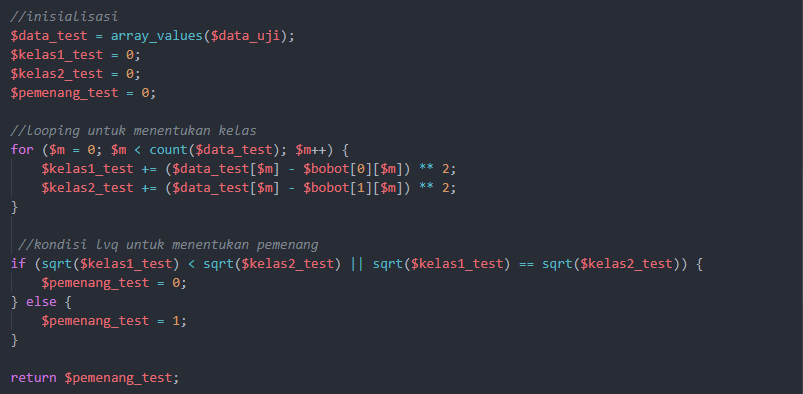 //inisialisasi
$data_test = array_values($data_uji);
$kelas1_test = 0;
$kelas2_test = 0;
$pemenang_test = 0;
//looping untuk menentukan kelas
for ($m = 0; $m < count($data_test); $m++) {
$kelas1_test += ($data_test[$m] - $bobot[0][$m]) ** 2;
$kelas2_test += ($data_test[$m] - $bobot[1][$m]) ** 2;
}
//kondisi lvq untuk menentukan pemenang
if (sqrt($kelas1_test) < sqrt($kelas2_test) || sqrt($kelas1_test) == sqrt($kelas2_test)) {
$pemenang_test = 0;
} else {
$pemenang_test = 1;
}
return $pemenang_test;